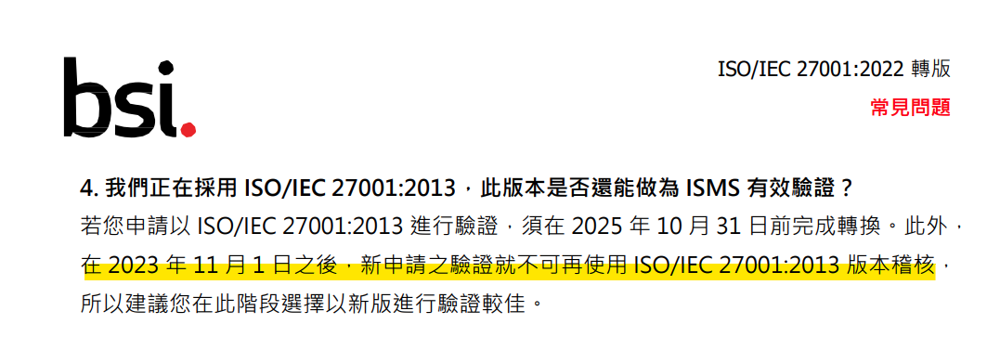 bsi.
ISO/IEC 27001:2022 轉版
常見問題
4. 我們正在採用 ISO/IEC 27001:2013，此版本是否還能做為 ISMS 有效驗證？
若您申請以 ISO/IEC 27001:2013 進行驗證，須在 2025 年 10 月 31 日前完成轉換。此外，
在 2023 年 11 月 1 日之後，新申請之驗證就不可再使用 ISO/IEC 27001:2013 版本稽核，
所以建議您在此階段選擇以新版進行驗證較佳。